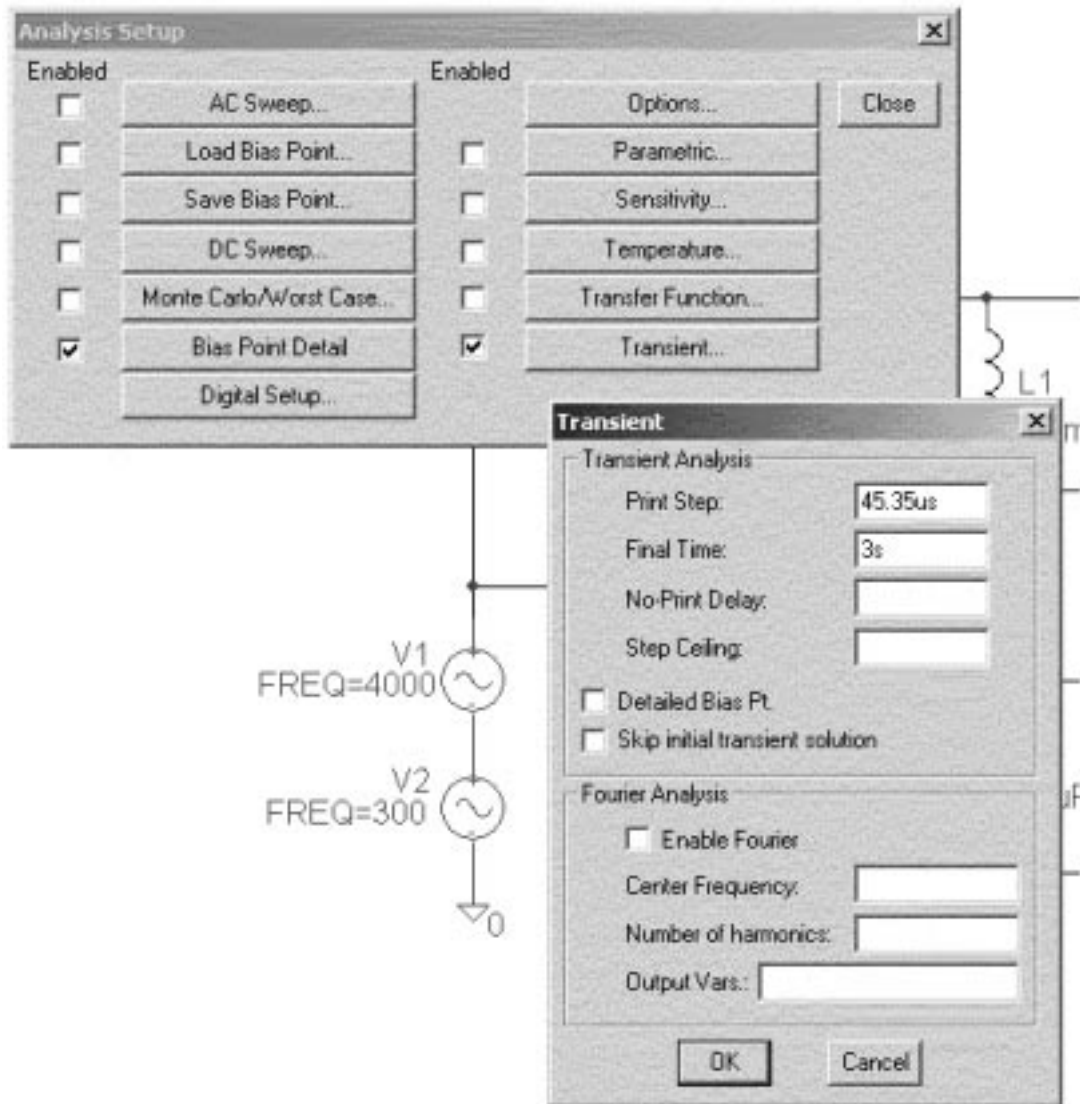 Analysis Setup
Enabled Enabled
AC Sweep... Options... Close
Load Bias Point... Parametric...
Save Bias Point... Sensitivity...
DC Sweep... Temperature...
Monte Carlo/Worst Case... Transfer Function...
Bias Point Detail Transient...
Digital Setup...
L1
Transient
Transient Analysis
Print Step: 45.35us
Final Time: 3s
No-Print Delay:
Step Ceiling:
Detailed Bias Pt.
Skip initial transient solution
V1
FREQ=4000
V2
FREQ=300
0
Fourier Analysis
Enable Fourier
Center Frequency:
Number of harmonics:
Output Vars.:
OK Cancel